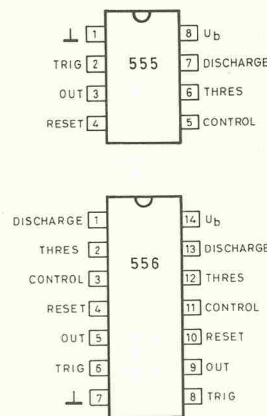 ⊥ 1 8 Ub
TRIG 2 555 7 DISCHARGE
OUT 3 6 THRES
RESET 4 5 CONTROL
DISCHARGE 1 14 Ub
THRES 2 556 13 DISCHARGE
CONTROL 3 12 THRES
RESET 4 11 CONTROL
OUT 5 10 RESET
TRIG 6 9 OUT
⊥ 7 8 TRIG